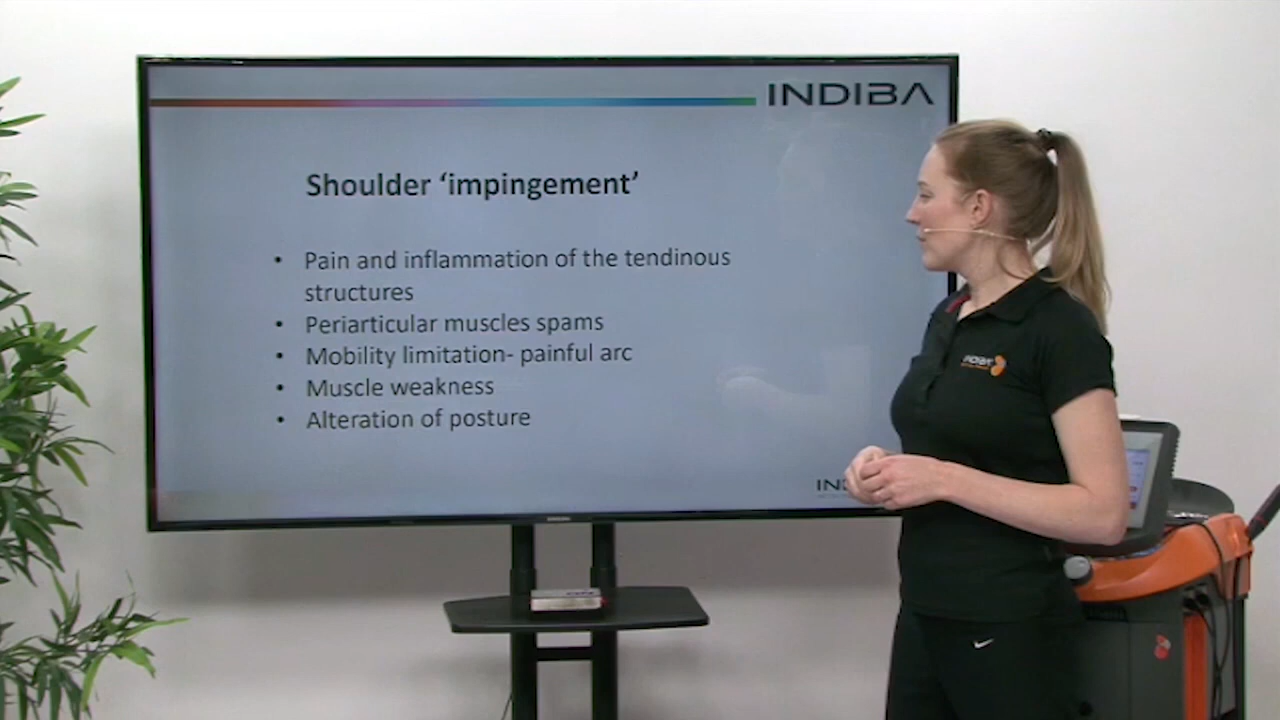 INDIBA
Shoulder ‘impingement’
• Pain and inflammation of the tendinous
structures
• Periarticular muscles spams
• Mobility limitation- painful arc
• Muscle weakness
• Alteration of posture
INDIBA